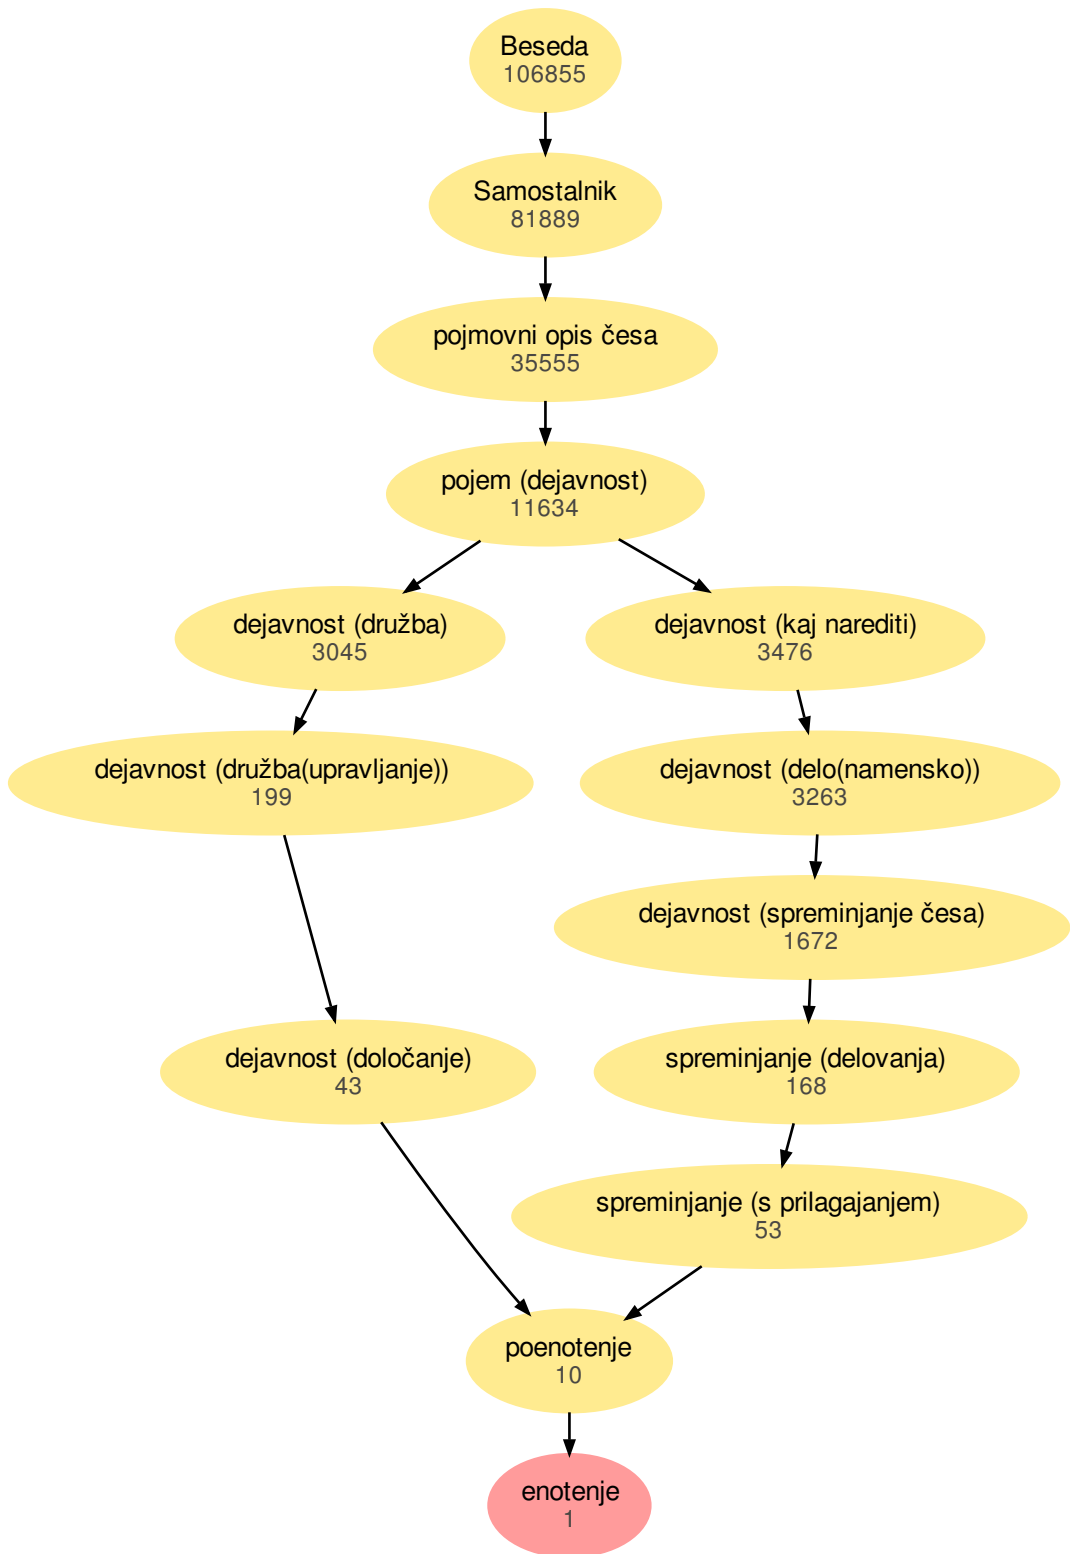 Beseda
106855
Samostalnik
81889
pojmovni opis česa
35555
pojem (dejavnost)
11634
dejavnost (družba)
3045
dejavnost (kaj narediti)
3476
dejavnost (družba(upravljanje))
199
dejavnost (delo(namensko))
3263
dejavnost (spreminjanje česa)
1672
dejavnost (določanje)
43
spreminjanje (delovanja)
168
spreminjanje (s prilagajanjem)
53
poenotenje
10
enotenje
1